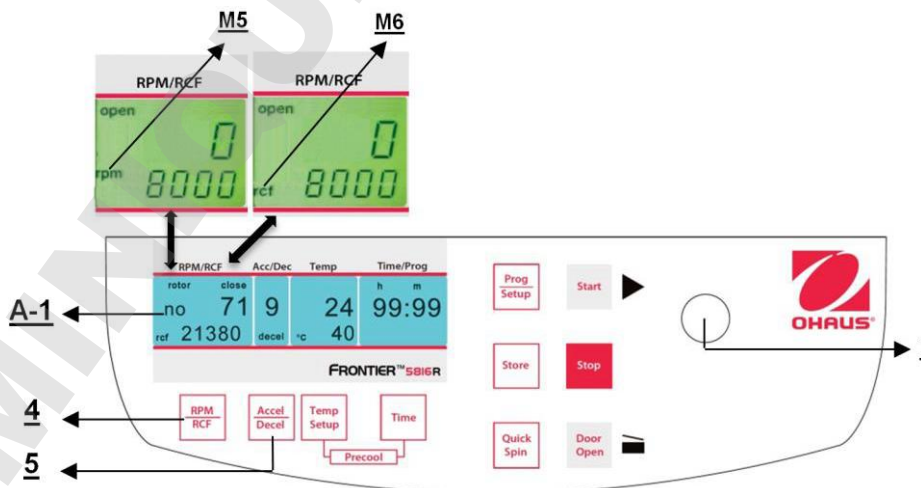 M5
M6
RPM/RCF
RPM/RCF
open
0
rpm 8000
open
0
rcf 8000
RPM/RCF Acc/Dec Temp Time/Prog
rotor close h m
no 71 9 24 99:99
rcf 21380 decel °C 40
FRONTIER™ 5816R
A-1
4
5
RPM
RCF
Accel
Decel
Temp
Setup
Time
Precool
Prog
Setup
Start
Store
Stop
Quick
Spin
Door
Open
OHAUS®